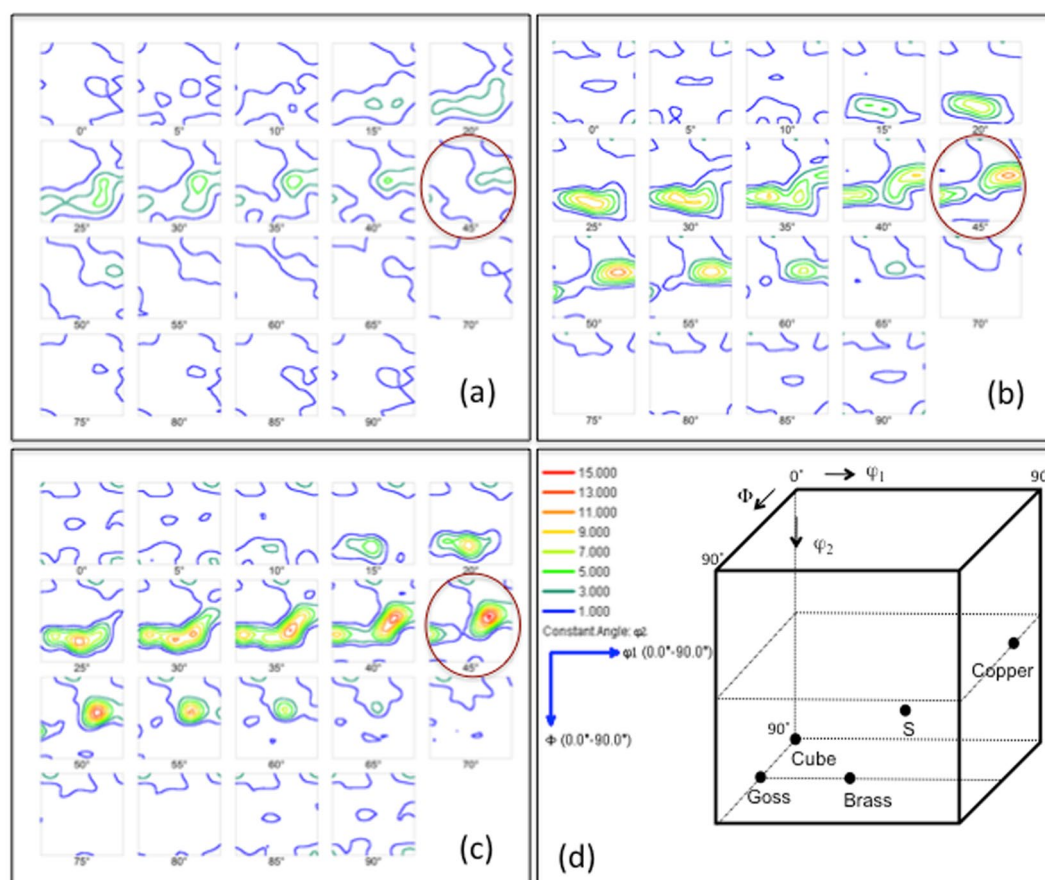 0° 5° 10° 15° 20°
25° 30° 35° 40° 45°
50° 55° 60° 65° 70°
75° 80° 85° 90°
(a)
0° 5° 10° 15° 20°
25° 30° 35° 40° 45°
50° 55° 60° 65° 70°
75° 80° 85° 90°
(b)
0° 5° 10° 15° 20°
25° 30° 35° 40° 45°
50° 55° 60° 65° 70°
75° 82° 85° 90°
(c)
15.000
13.000
11.000
9.000
7.000
5.000
3.000
1.000
Constant Angle: φ2
φ1 (0.0°-90.0°)
Φ (0.0°-90.0°)
0° φ1 90
Φ
φ2
90°
Copper
S
90°
Cube
Goss Brass
(d)